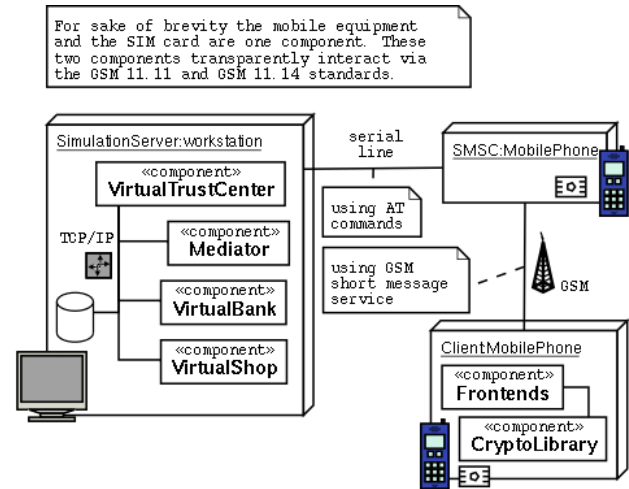 For sake of brevity the mobile equipment
and the SIM card are one component. These
two components transparently interact via
the GSM 11.11 and GSM 11.14 standards.
SimulationServer:workstation
«component»
VirtualTrustCenter
TCP/IP
«component»
Mediator
«component»
VirtualBank
«component»
VirtualShop
serial
line
using AT
commands
SMSC:MobilePhone
using GSM
short message
service
GSM
ClientMobilePhone
«component»
Frontends
«component»
CryptoLibrary